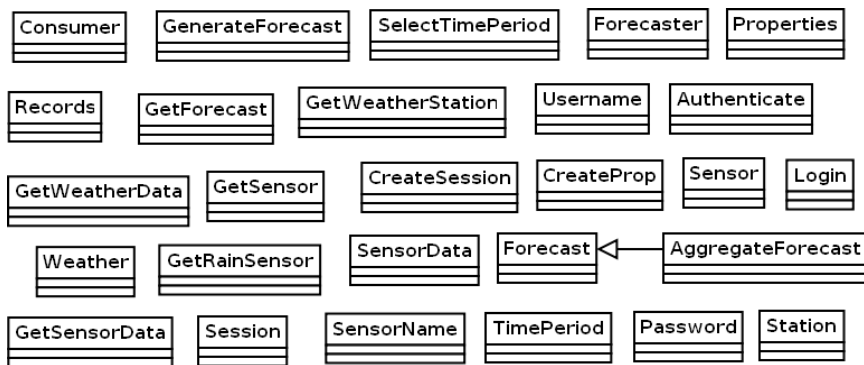 Consumer GenerateForecast SelectTimePeriod Forecaster Properties
Records GetForecast GetWeatherStation Username Authenticate
GetWeatherData GetSensor CreateSession CreateProp Sensor Login
Weather GetRainSensor SensorData Forecast AggregateForecast
GetSensorData Session SensorName TimePeriod Password Station